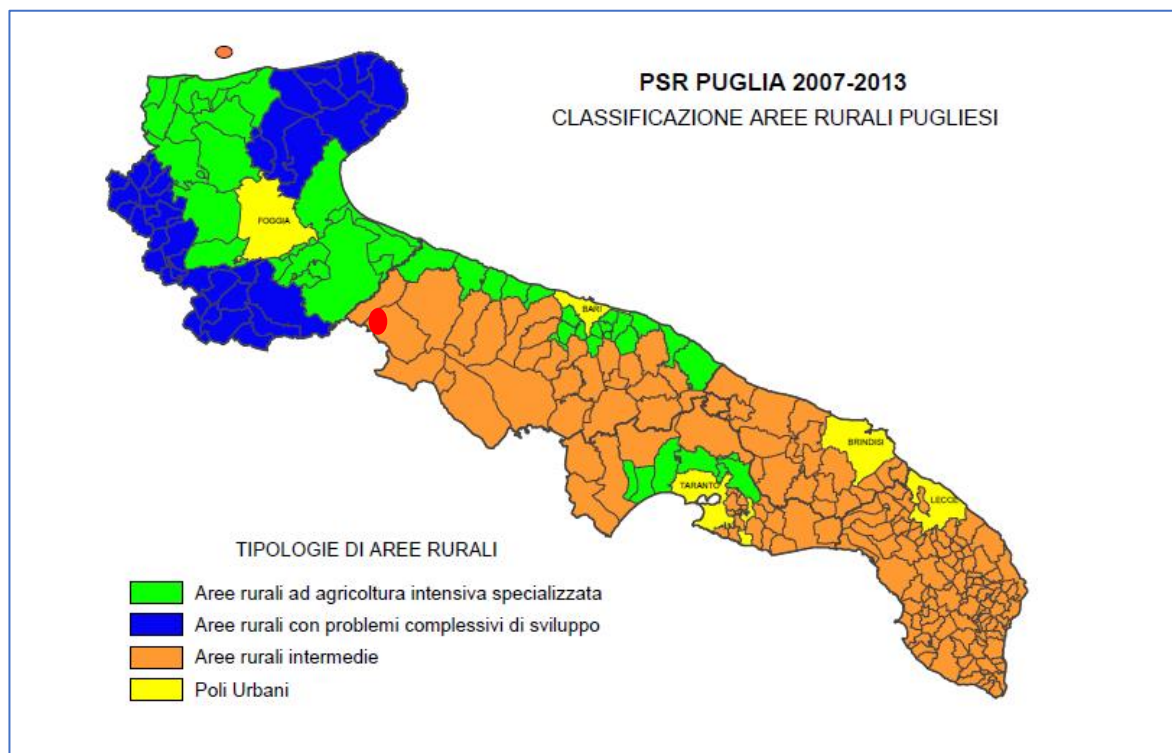 PSR PUGLIA 2007-2013
CLASSIFICAZIONE AREE RURALI PUGLIESI
FOGGIA
BARI
BRINDISI
TARANTO
LECCE
TIPOLOGIE DI AREE RURALI
Aree rurali ad agricoltura intensiva specializzata
Aree rurali con problemi complessivi di sviluppo
Aree rurali intermedie
Poli Urbani